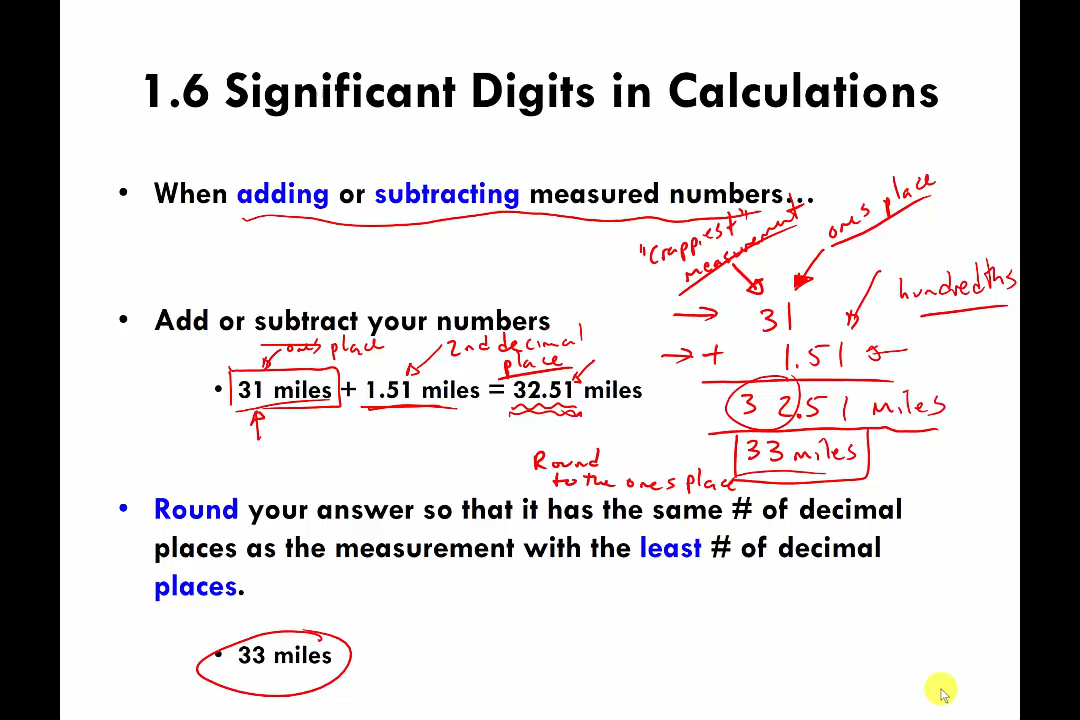 1.6 Significant Digits in Calculations
• When adding or subtracting measured numbers...
"Crappiest"
measurement
ones place
hundredths
→ 31
• Add or subtract your numbers
ones place
2nd decimal
place
→ + 1.51
• 31 miles + 1.51 miles = 32.51 miles
32.51 miles
33 miles
Round
to the ones place
• Round your answer so that it has the same # of decimal
places as the measurement with the least # of decimal
places.
• 33 miles